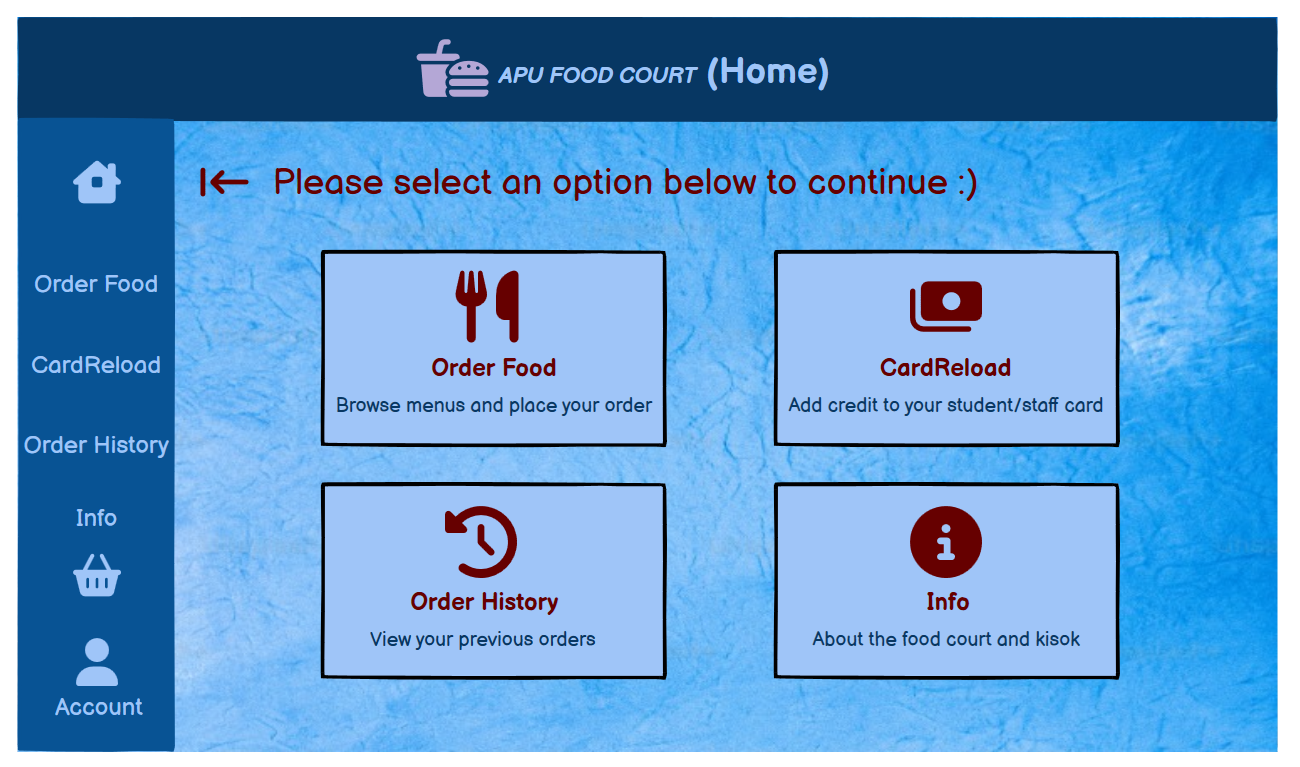 APU FOOD COURT (Home)
Please select an option below to continue :)
Order Food
CardReload
Order History
Info
Account
Order Food
Browse menus and place your order
CardReload
Add credit to your student/staff card
Order History
View your previous orders
Info
About the food court and kisok